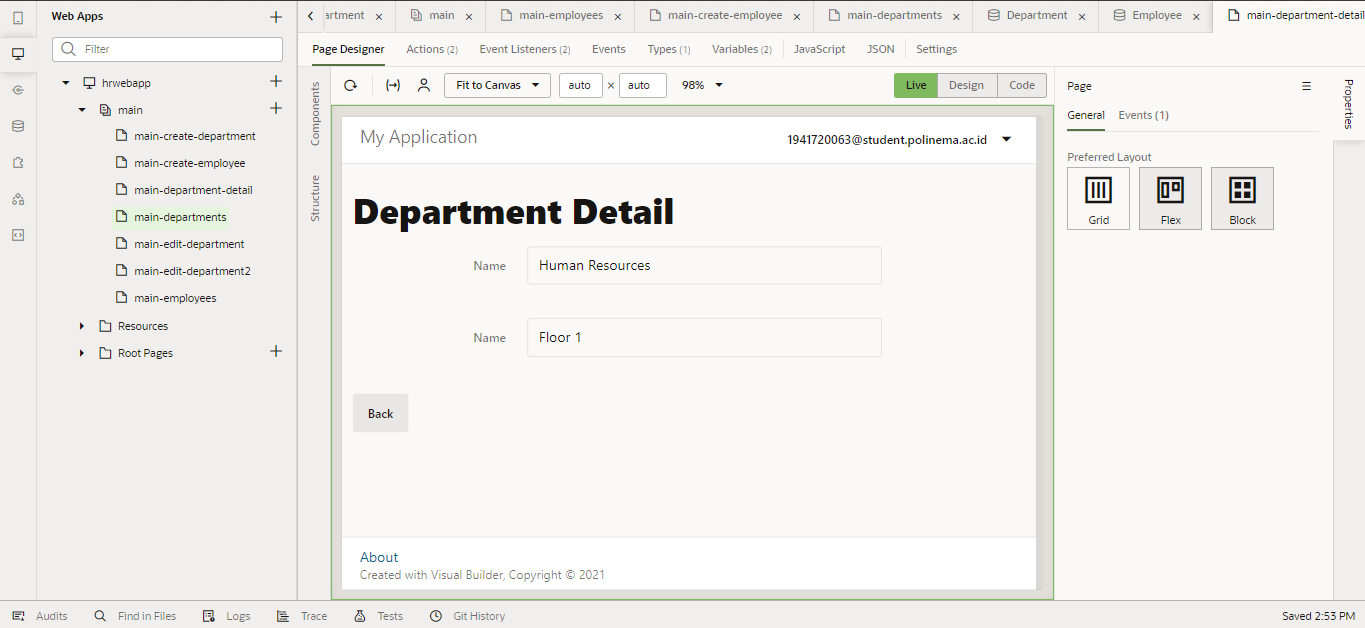 Web Apps
Filter
hrwebapp
main
main-create-department
main-create-employee
main-department-detail
main-departments
main-edit-department
main-edit-department2
main-employees
Resources
Root Pages
artment
main
main-employees
main-create-employee
main-departments
Department
Employee
main-department-detail
Page Designer
Actions (2)
Event Listeners (2)
Events
Types (1)
Variables (2)
JavaScript
JSON
Settings
Components
Structure
Fit to Canvas
auto × auto
98%
Live
Design
Code
My Application
1941720063@student.polinema.ac.id
Department Detail
Name
Human Resources
Name
Floor 1
Back
About
Created with Visual Builder, Copyright © 2021
Page
General
Events (1)
Preferred Layout
Grid
Flex
Block
Properties
Audits
Find in Files
Logs
Trace
Tests
Git History
Saved 2:53 PM